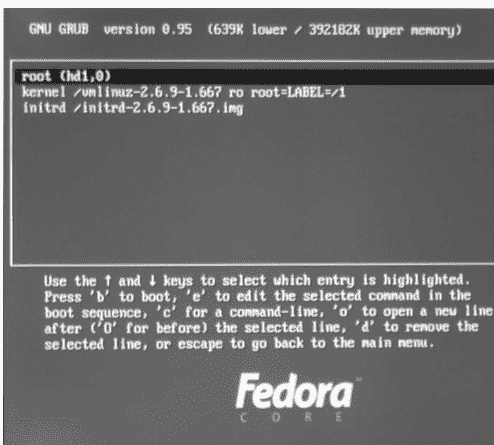 GNU GRUB version 0.95 (639K lower / 392182K upper memory)
root (hd1,0)
kernel /vmlinuz-2.6.9-1.667 ro root=LABEL=/1
initrd /initrd-2.6.9-1.667.img
Use the ↑ and ↓ keys to select which entry is highlighted.
Press 'b' to boot, 'e' to edit the selected command in the
boot sequence, 'c' for a command-line, 'o' to open a new line
after ('O' for before) the selected line, 'd' to remove the
selected line, or escape to go back to the main menu.
Fedora
CORE